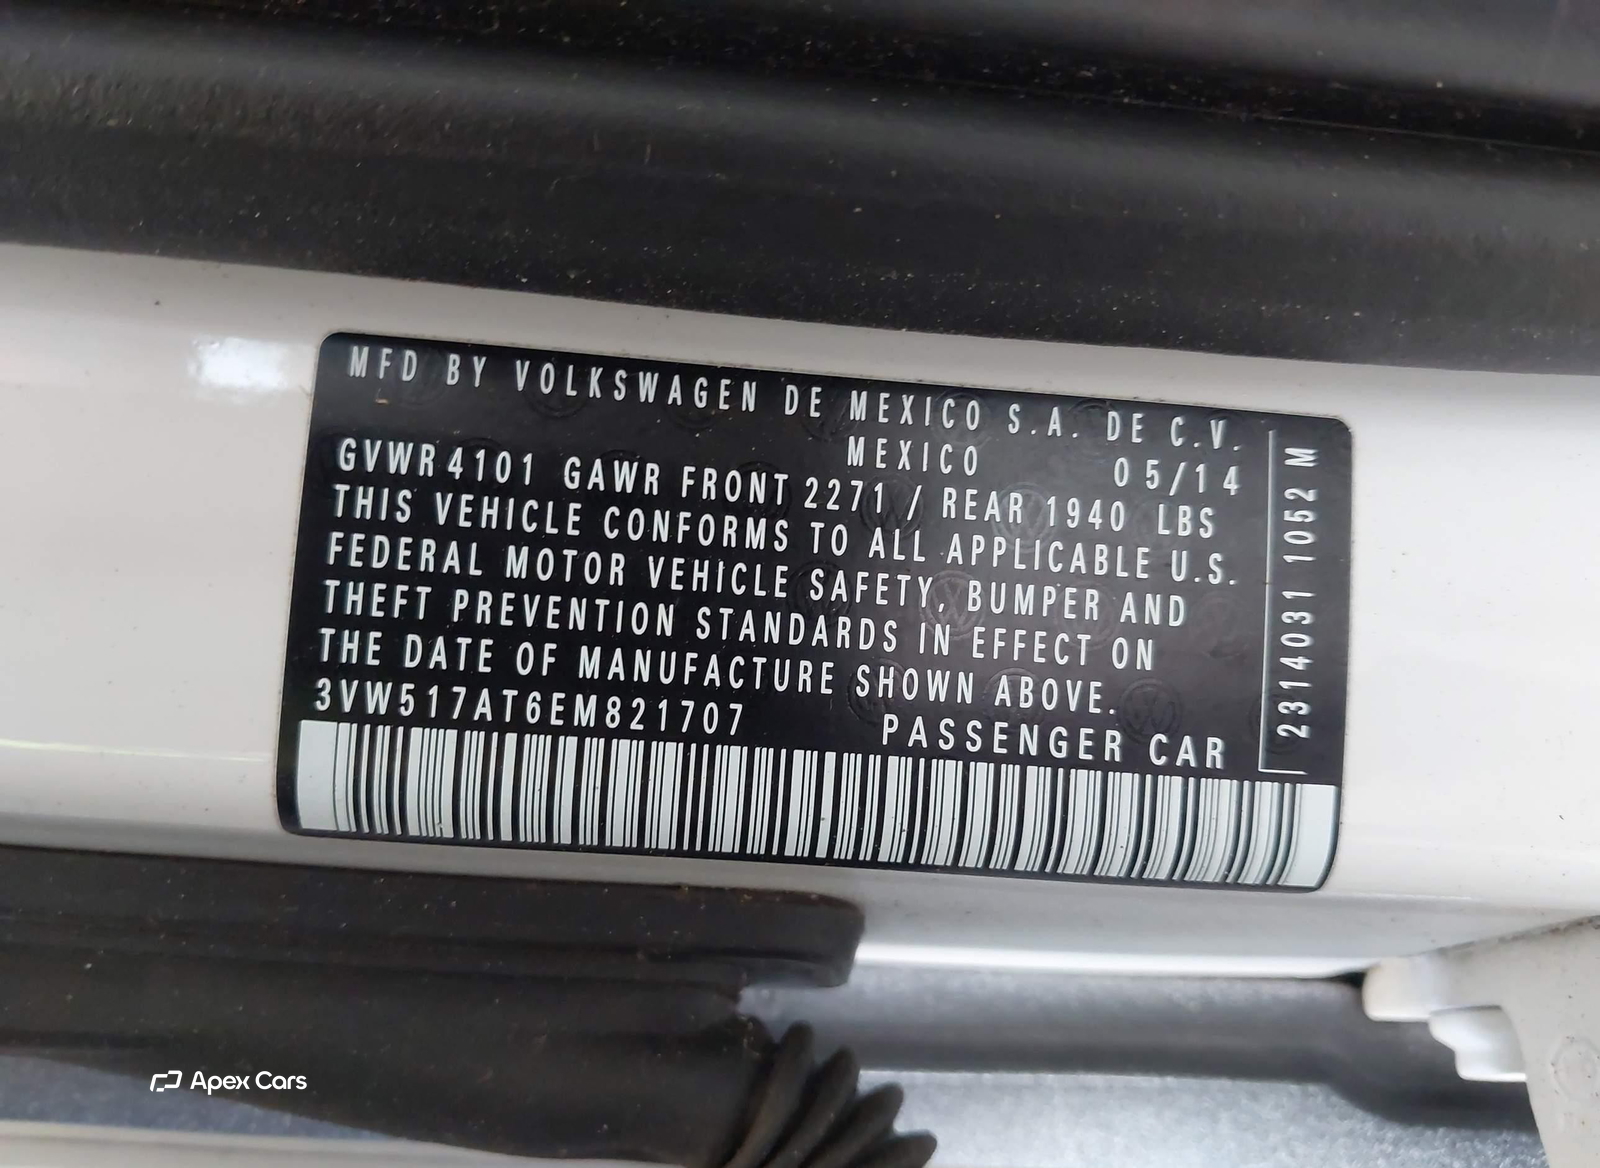 MFD BY VOLKSWAGEN DE MEXICO S.A. DE C.V.
MEXICO 05/14
GVWR 4101 GAWR FRONT 2271 / REAR 1940 LBS
THIS VEHICLE CONFORMS TO ALL APPLICABLE U.S.
FEDERAL MOTOR VEHICLE SAFETY, BUMPER AND
THEFT PREVENTION STANDARDS IN EFFECT ON
THE DATE OF MANUFACTURE SHOWN ABOVE.
3VW517AT6EM821707 PASSENGER CAR
2314031 1052 M
Apex Cars